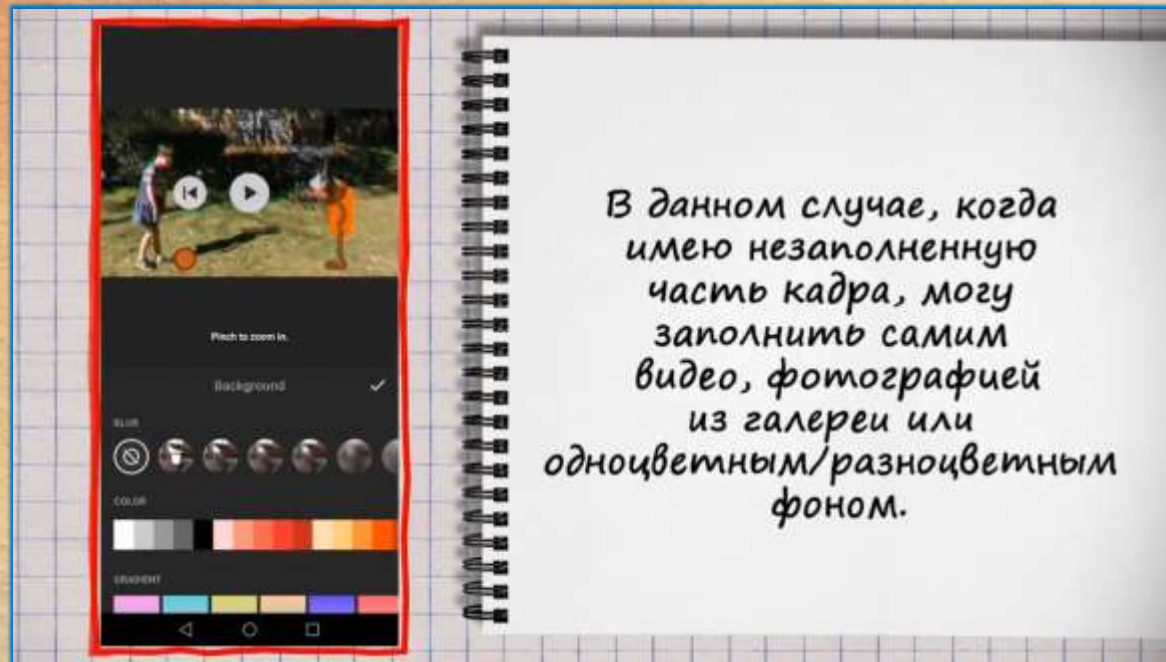 Pinch to zoom in.
Background
BLUR
COLOR
GRADIENT
В данном случае, когда
имею незаполненную
часть кадра, могу
заполнить самим
видео, фотографией
из галереи или
одноцветным/разноцветным
фоном.